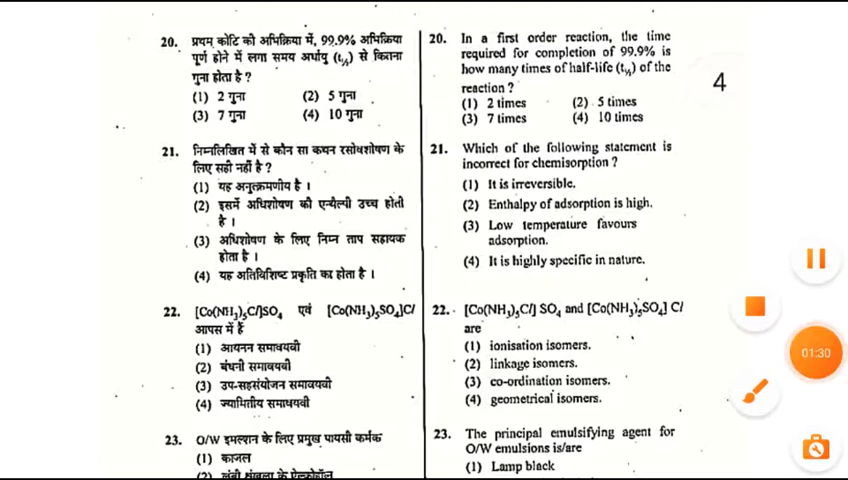 20. प्रथम कोटि की अभिक्रिया में, 99.9% अभिक्रिया
पूर्ण होने में लगा समय अर्धायु (t½) से कितना
गुना होता है ?
(1) 2 गुना (2) 5 गुना
(3) 7 गुना (4) 10 गुना
21. निम्नलिखित में से कौन सा कथन रसोवशोषण के
लिए सही नहीं है ?
(1) यह अनुत्क्रमणीय है ।
(2) इसमें अधिशोषण की एन्थैल्पी उच्च होती
है ।
(3) अधिशोषण के लिए निम्न ताप सहायक
होता है ।
(4) यह अतिविशिष्ट प्रकृति का होता है ।
22. [Co(NH₃)₅Cl]SO₄ एवं [Co(NH₃)₅SO₄]Cl
आपस में हैं
(1) आयनन समावयवी
(2) बंधनी समावयवी
(3) उप-सहसंयोजन समावयवी
(4) ज्यामितीय समावयवी
23. O/W इमल्शन के लिए प्रमुख पायसी कर्मक
(1) काजल
(2) लंबी श्रृंखला के ऐल्कोहॉल
20. In a first order reaction, the time
required for completion of 99.9% is
how many times of half-life (t½) of the
reaction ?
(1) 2 times (2) 5 times
(3) 7 times (4) 10 times
21. Which of the following statement is
incorrect for chemisorption ?
(1) It is irreversible.
(2) Enthalpy of adsorption is high.
(3) Low temperature favours
adsorption.
(4) It is highly specific in nature.
22. [Co(NH₃)₅Cl] SO₄ and [Co(NH₃)₅SO₄] Cl
are
(1) ionisation isomers.
(2) linkage isomers.
(3) co-ordination isomers.
(4) geometrical isomers.
23. The principal emulsifying agent for
O/W emulsions is/are
(1) Lamp black
4
01:30